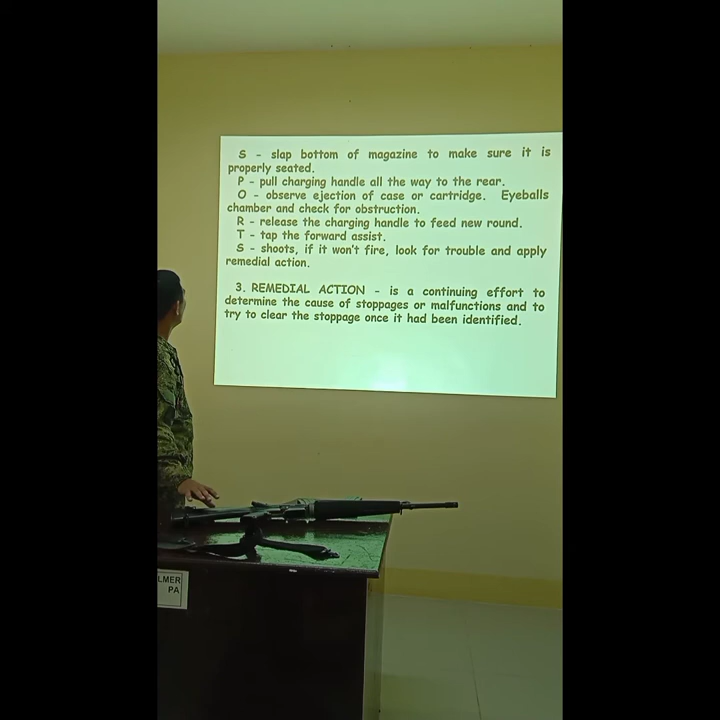 S - slap bottom of magazine to make sure it is
properly seated.
P - pull charging handle all the way to the rear.
O - observe ejection of case or cartridge. Eyeballs
chamber and check for obstruction.
R - release the charging handle to feed new round.
T - tap the forward assist.
S - shoots, if it won't fire, look for trouble and apply
remedial action.
3. REMEDIAL ACTION - is a continuing effort to
determine the cause of stoppages or malfunctions and to
try to clear the stoppage once it had been identified.
LMER
PA